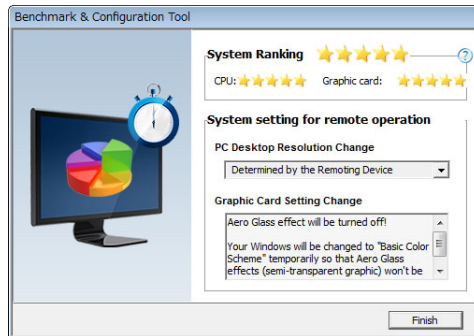 Benchmark & Configuration Tool
System Ranking
?
CPU:
Graphic card:
System setting for remote operation
PC Desktop Resolution Change
Determined by the Remoting Device
Graphic Card Setting Change
Aero Glass effect will be turned off!
Your Windows will be changed to "Basic Color
Scheme" temporarily so that Aero Glass
effects (semi-transparent graphic) won't be
Finish